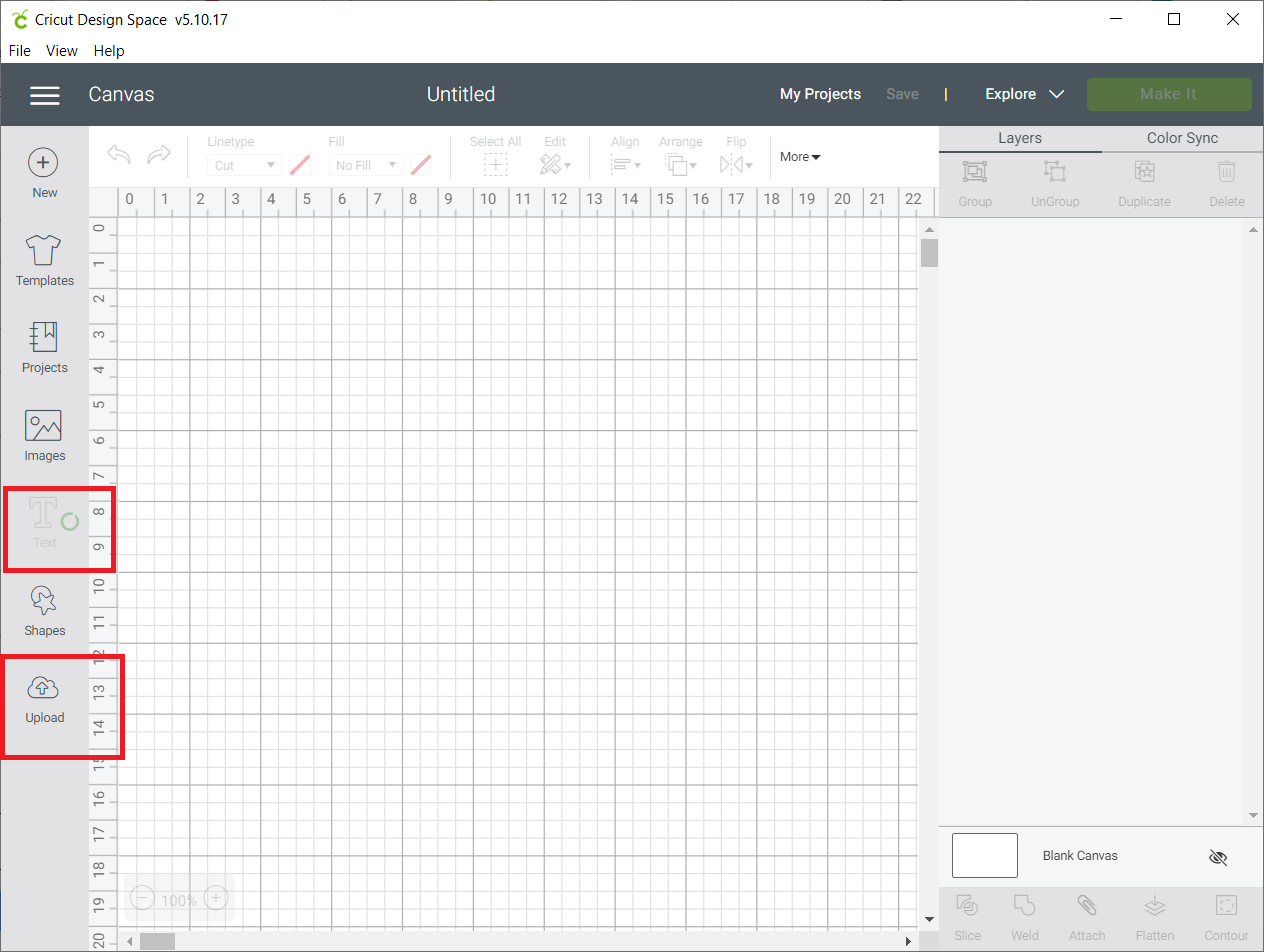 Cricut Design Space v5.10.17
File View Help
Canvas Untitled My Projects Save | Explore Make It
New
Templates
Projects
Images
Text
Shapes
Upload
Linetype Fill Select All Edit Align Arrange Flip
Cut No Fill More
0 1 2 3 4 5 6 7 8 9 10 11 12 13 14 15 16 17 18 19 20 21 22
0
1
2
3
4
5
6
7
8
9
10
11
12
13
14
15
16
17
18
19
20
100%
Layers Color Sync
Group UnGroup Duplicate Delete
Blank Canvas
Slice Weld Attach Flatten Contour